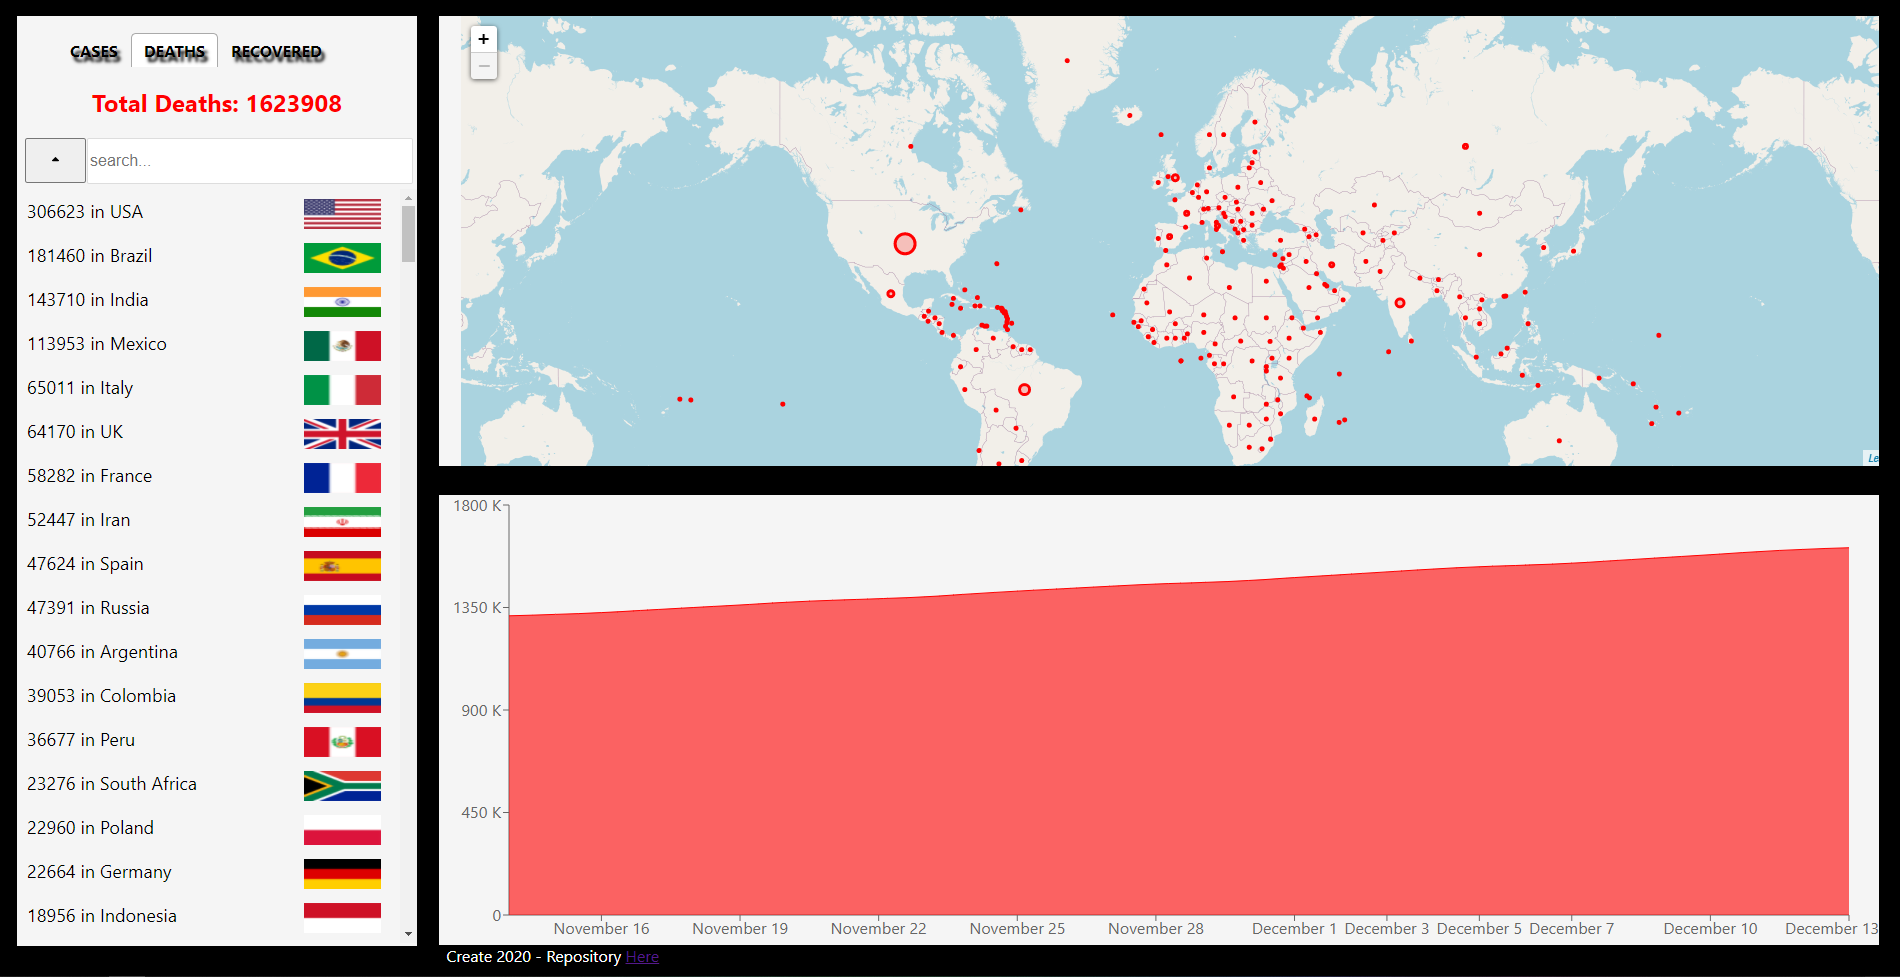 CASES DEATHS RECOVERED
Total Deaths: 1623908
search...
306623 in USA
181460 in Brazil
143710 in India
113953 in Mexico
65011 in Italy
64170 in UK
58282 in France
52447 in Iran
47624 in Spain
47391 in Russia
40766 in Argentina
39053 in Colombia
36677 in Peru
23276 in South Africa
22960 in Poland
22664 in Germany
18956 in Indonesia
+
−
Le
1800 K
1350 K
900 K
450 K
0
November 16 November 19 November 22 November 25 November 28 December 1 December 3 December 5 December 7 December 10 December 13
Create 2020 - Repository Here